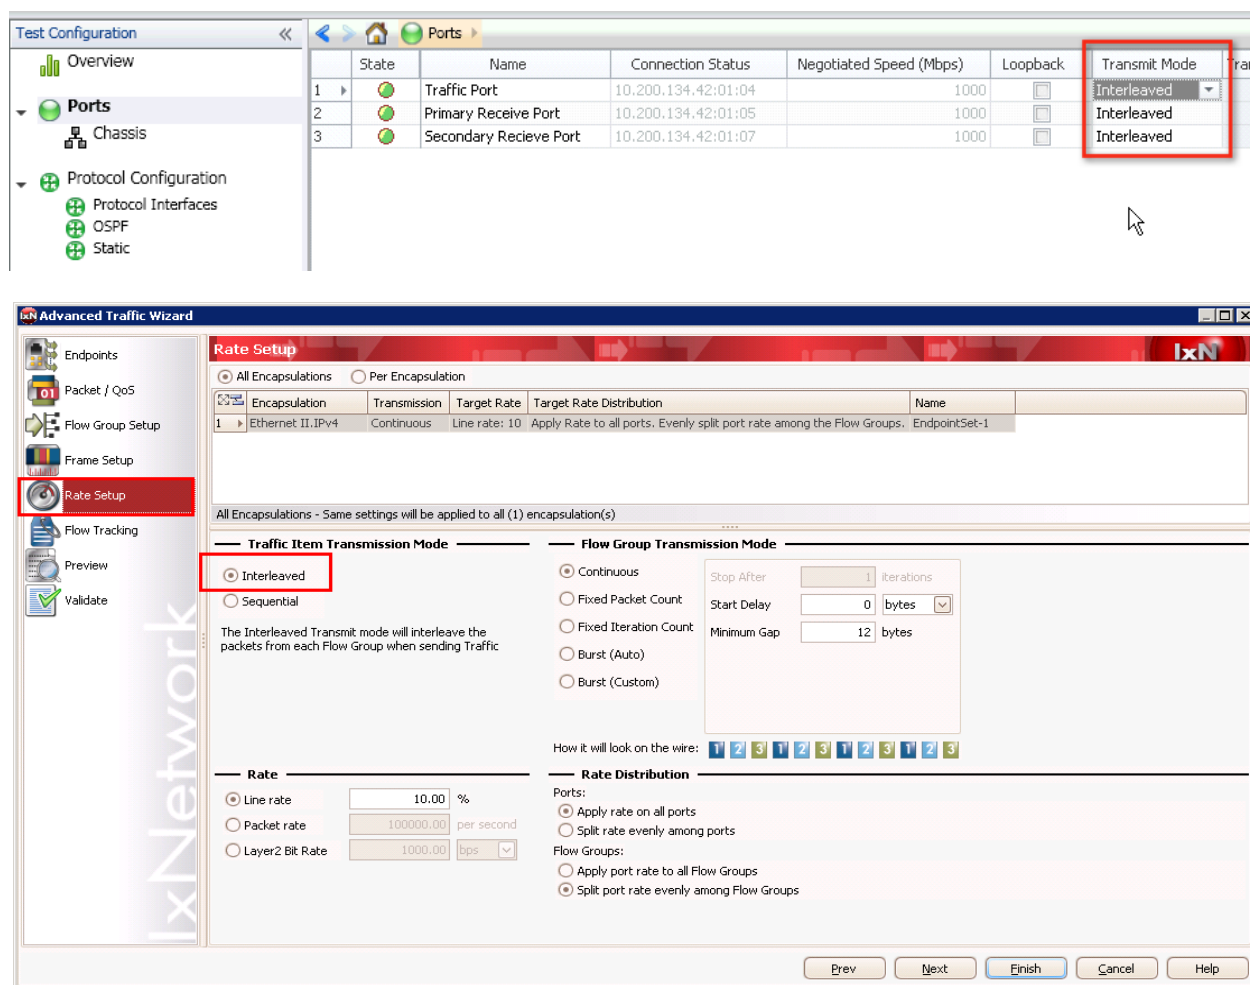 Test Configuration
Overview
Ports
Chassis
Protocol Configuration
Protocol Interfaces
OSPF
Static
Ports
State Name Connection Status Negotiated Speed (Mbps) Loopback Transmit Mode Tra
1 Traffic Port 10.200.134.42:01:04 1000 Interleaved
2 Primary Receive Port 10.200.134.42:01:05 1000 Interleaved
3 Secondary Recieve Port 10.200.134.42:01:07 1000 Interleaved
IxN Advanced Traffic Wizard
Endpoints
Packet / QoS
Flow Group Setup
Frame Setup
Rate Setup
Flow Tracking
Preview
Validate
IxNetwork
Rate Setup
IxN
All Encapsulations Per Encapsulation
Encapsulation Transmission Target Rate Target Rate Distribution Name
1 Ethernet II.IPv4 Continuous Line rate: 10 Apply Rate to all ports. Evenly split port rate among the Flow Groups. EndpointSet-1
All Encapsulations - Same settings will be applied to all (1) encapsulation(s)
Traffic Item Transmission Mode
Interleaved
Sequential
The Interleaved Transmit mode will interleave the
packets from each Flow Group when sending Traffic
Flow Group Transmission Mode
Continuous
Fixed Packet Count
Fixed Iteration Count
Burst (Auto)
Burst (Custom)
Stop After 1 iterations
Start Delay 0 bytes
Minimum Gap 12 bytes
How it will look on the wire: 1 2 3 1 2 3 1 2 3 1 2 3
Rate
Line rate 10.00 %
Packet rate 100000.00 per second
Layer2 Bit Rate 1000.00 bps
Rate Distribution
Ports:
Apply rate on all ports
Split rate evenly among ports
Flow Groups:
Apply port rate to all Flow Groups
Split port rate evenly among Flow Groups
Prev Next Finish Cancel Help